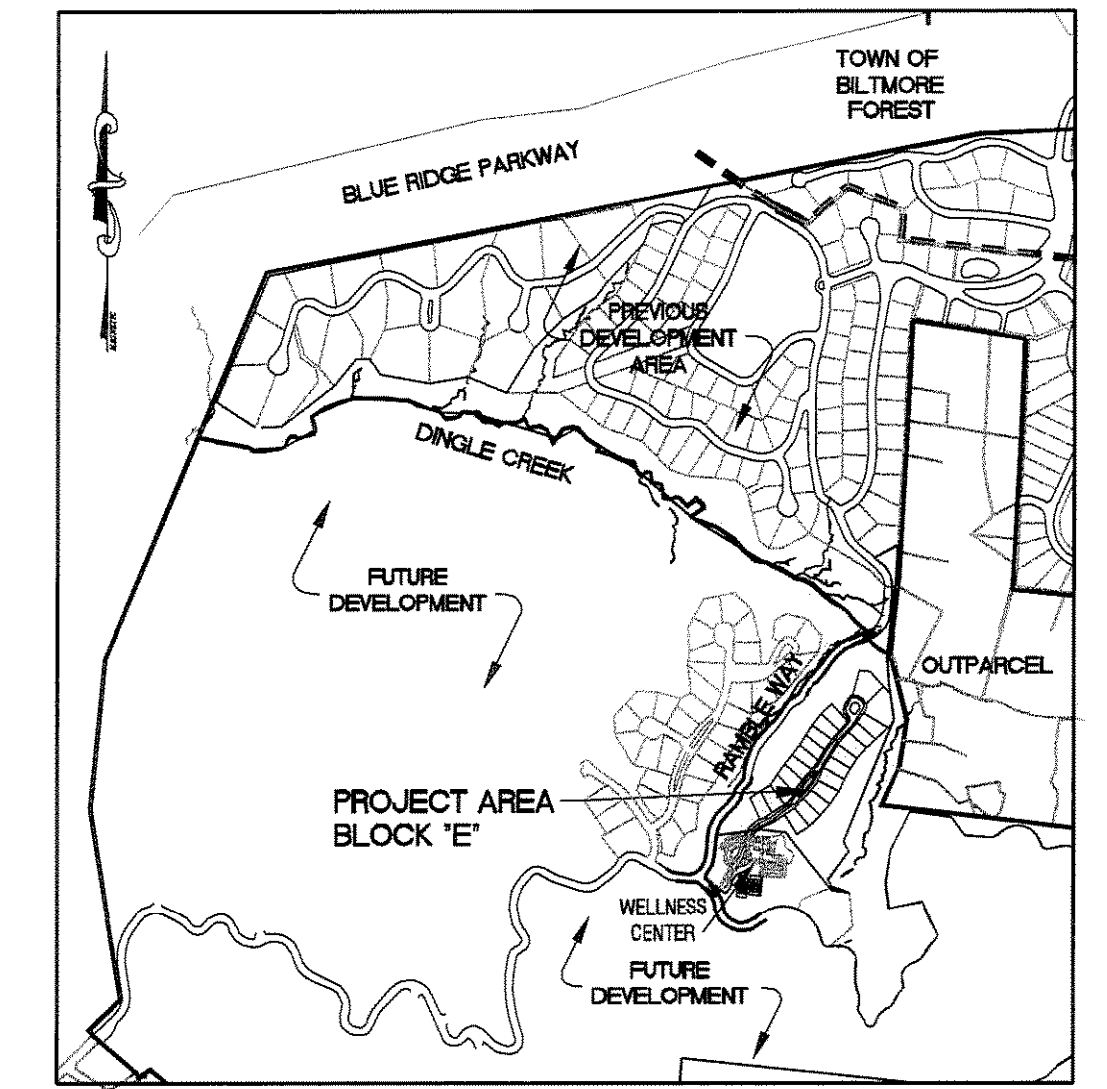 TOWN OF
BILTMORE
FOREST
BLUE RIDGE PARKWAY
PREVIOUS
DEVELOPMENT
AREA
DINGLE CREEK
FUTURE
DEVELOPMENT
OUTPARCEL
RAMBLE WAY
PROJECT AREA
BLOCK "E"
WELLNESS
CENTER
FUTURE
DEVELOPMENT